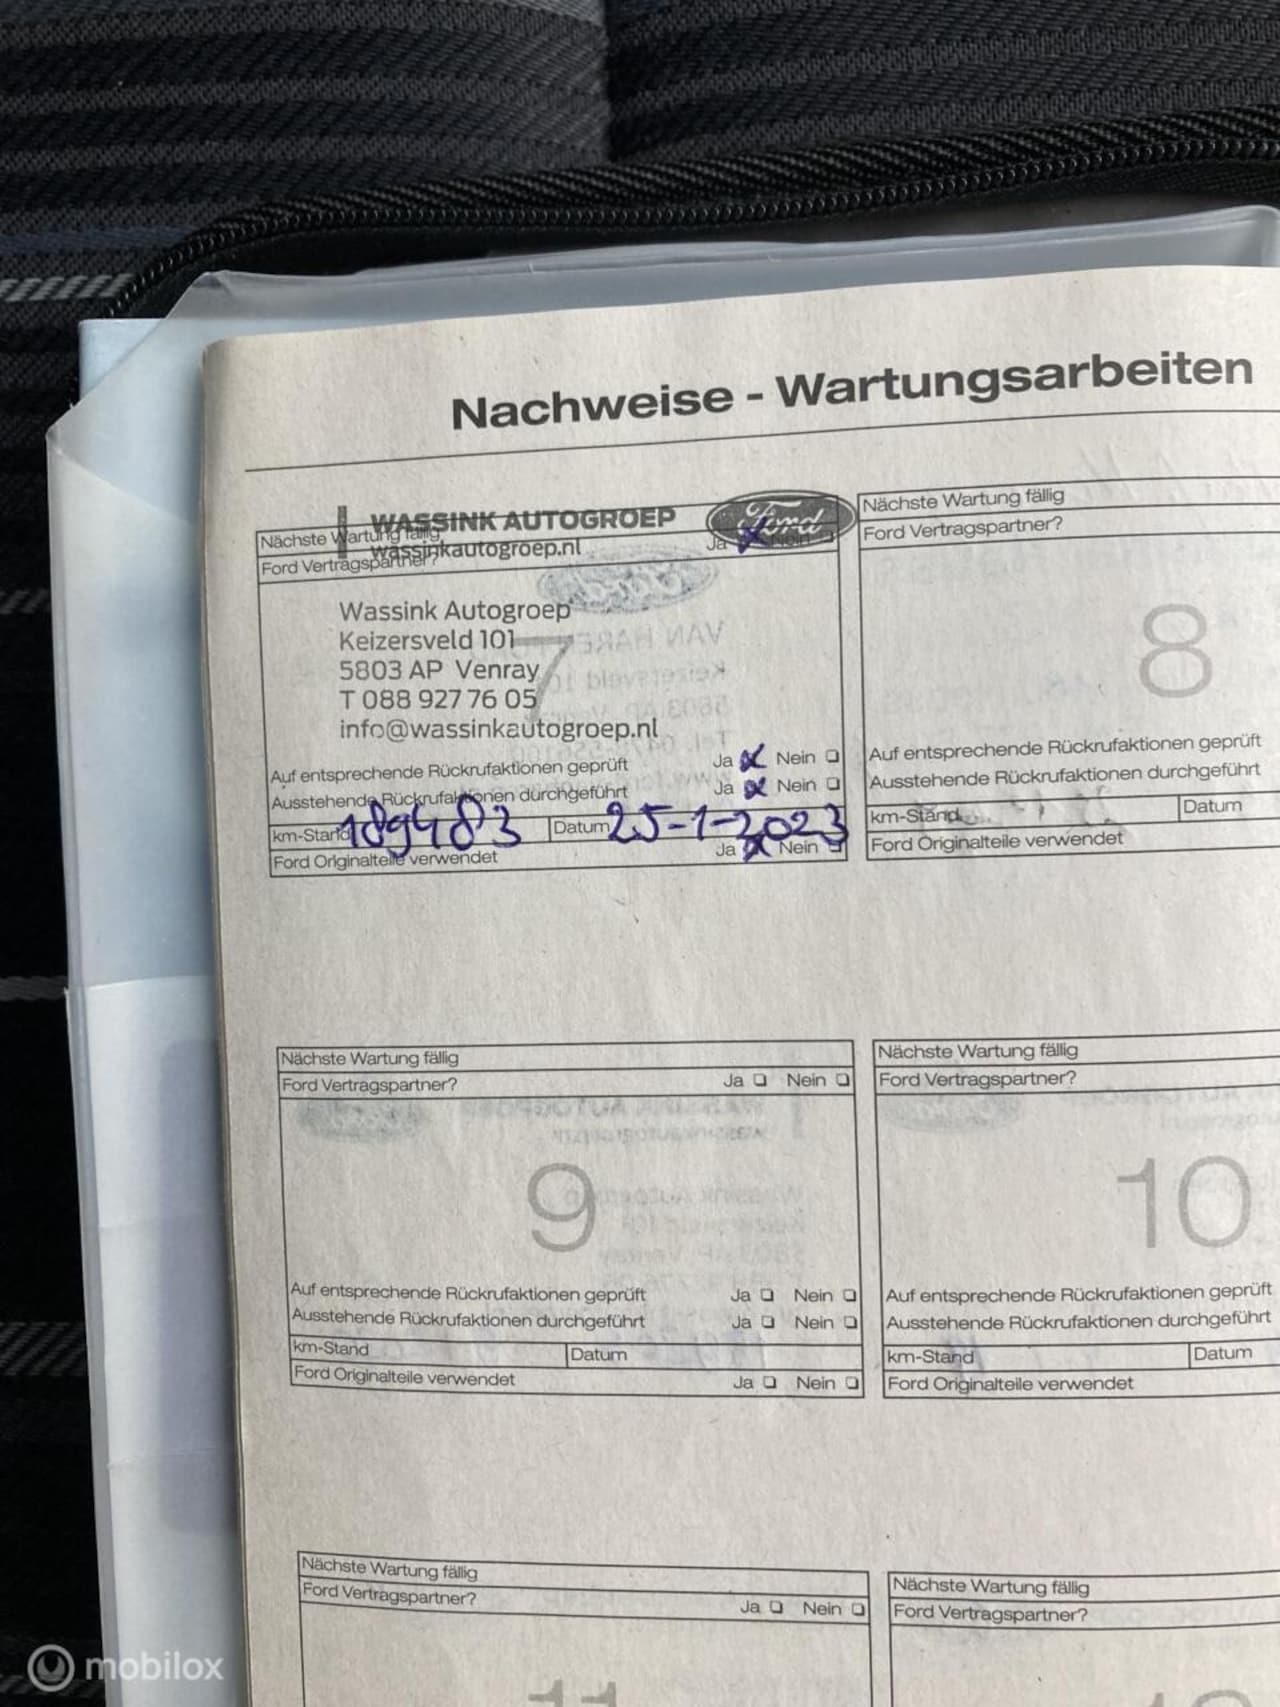 Nachweise - Wartungsarbeiten
WASSINK AUTOGROEP
Ford
wassinkautogroep.nl
Nächste Wartung fällig
Ford Vertragspartner? Ja Nein
Wassink Autogroep
Keizersveld 101
5803 AP Venray
T 088 927 76 05
info@wassinkautogroep.nl
7
Auf entsprechende Rückrufaktionen geprüft Ja Nein
Ausstehende Rückrufaktionen durchgeführt Ja Nein
km-Stand 189483 Datum 25-1-2023
Ford Originalteile verwendet Ja Nein
Nächste Wartung fällig
Ford Vertragspartner?
8
Auf entsprechende Rückrufaktionen geprüft
Ausstehende Rückrufaktionen durchgeführt
km-Stand Datum
Ford Originalteile verwendet
Nächste Wartung fällig
Ford Vertragspartner? Ja Nein
9
Auf entsprechende Rückrufaktionen geprüft Ja Nein
Ausstehende Rückrufaktionen durchgeführt Ja Nein
km-Stand Datum
Ford Originalteile verwendet Ja Nein
Nächste Wartung fällig
Ford Vertragspartner?
10
Auf entsprechende Rückrufaktionen geprüft
Ausstehende Rückrufaktionen durchgeführt
km-Stand Datum
Ford Originalteile verwendet
Nächste Wartung fällig
Ford Vertragspartner? Ja Nein
11
Nächste Wartung fällig
Ford Vertragspartner?
mobilox